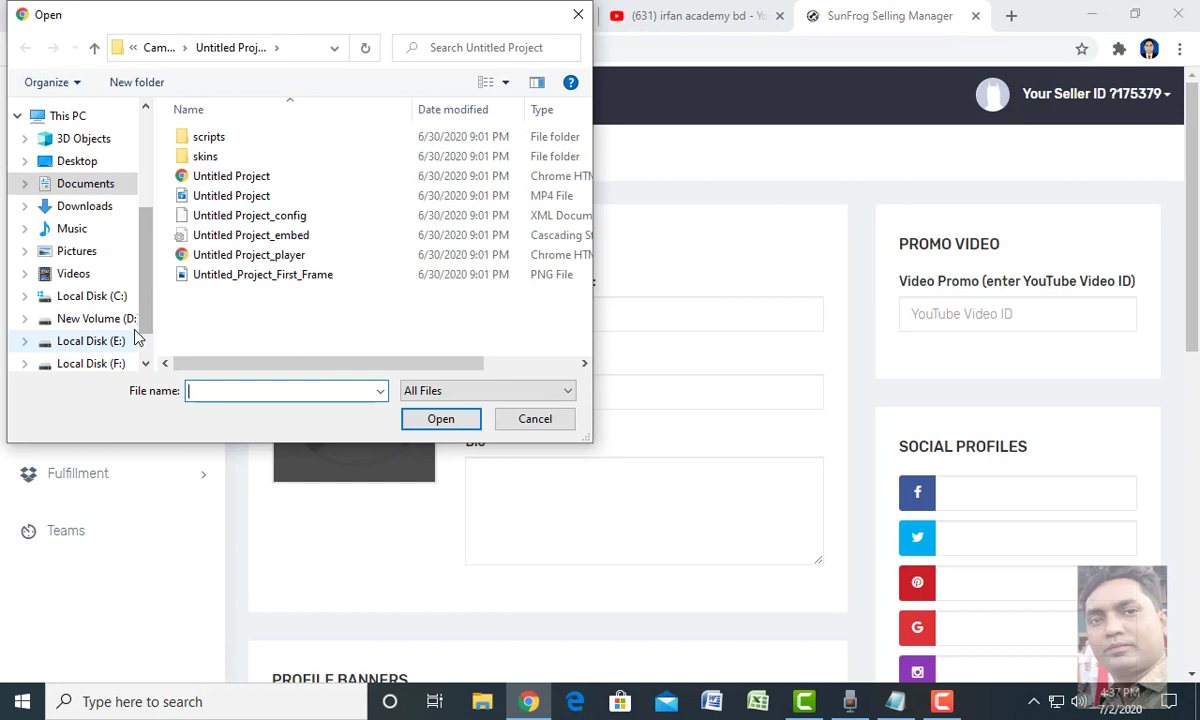 Open
(631) irfan academy bd - Yo
SunFrog Selling Manager
« Cam... › Untitled Proj... ›
Search Untitled Project
Organize
New folder
Your Seller ID ?175379
This PC
3D Objects
Desktop
Documents
Downloads
Music
Pictures
Videos
Local Disk (C:)
New Volume (D:
Local Disk (E:)
Local Disk (F:)
Name Date modified Type
scripts 6/30/2020 9:01 PM File folder
skins 6/30/2020 9:01 PM File folder
Untitled Project 6/30/2020 9:01 PM Chrome HTM
Untitled Project 6/30/2020 9:01 PM MP4 File
Untitled Project_config 6/30/2020 9:01 PM XML Docum
Untitled Project_embed 6/30/2020 9:01 PM Cascading St
Untitled Project_player 6/30/2020 9:01 PM Chrome HTM
Untitled_Project_First_Frame 6/30/2020 9:01 PM PNG File
File name:
All Files
Open
Cancel
PROMO VIDEO
Video Promo (enter YouTube Video ID)
YouTube Video ID
SOCIAL PROFILES
Fulfillment
Teams
PROFILE BANNERS
Type here to search
4:37 PM
7/2/2020